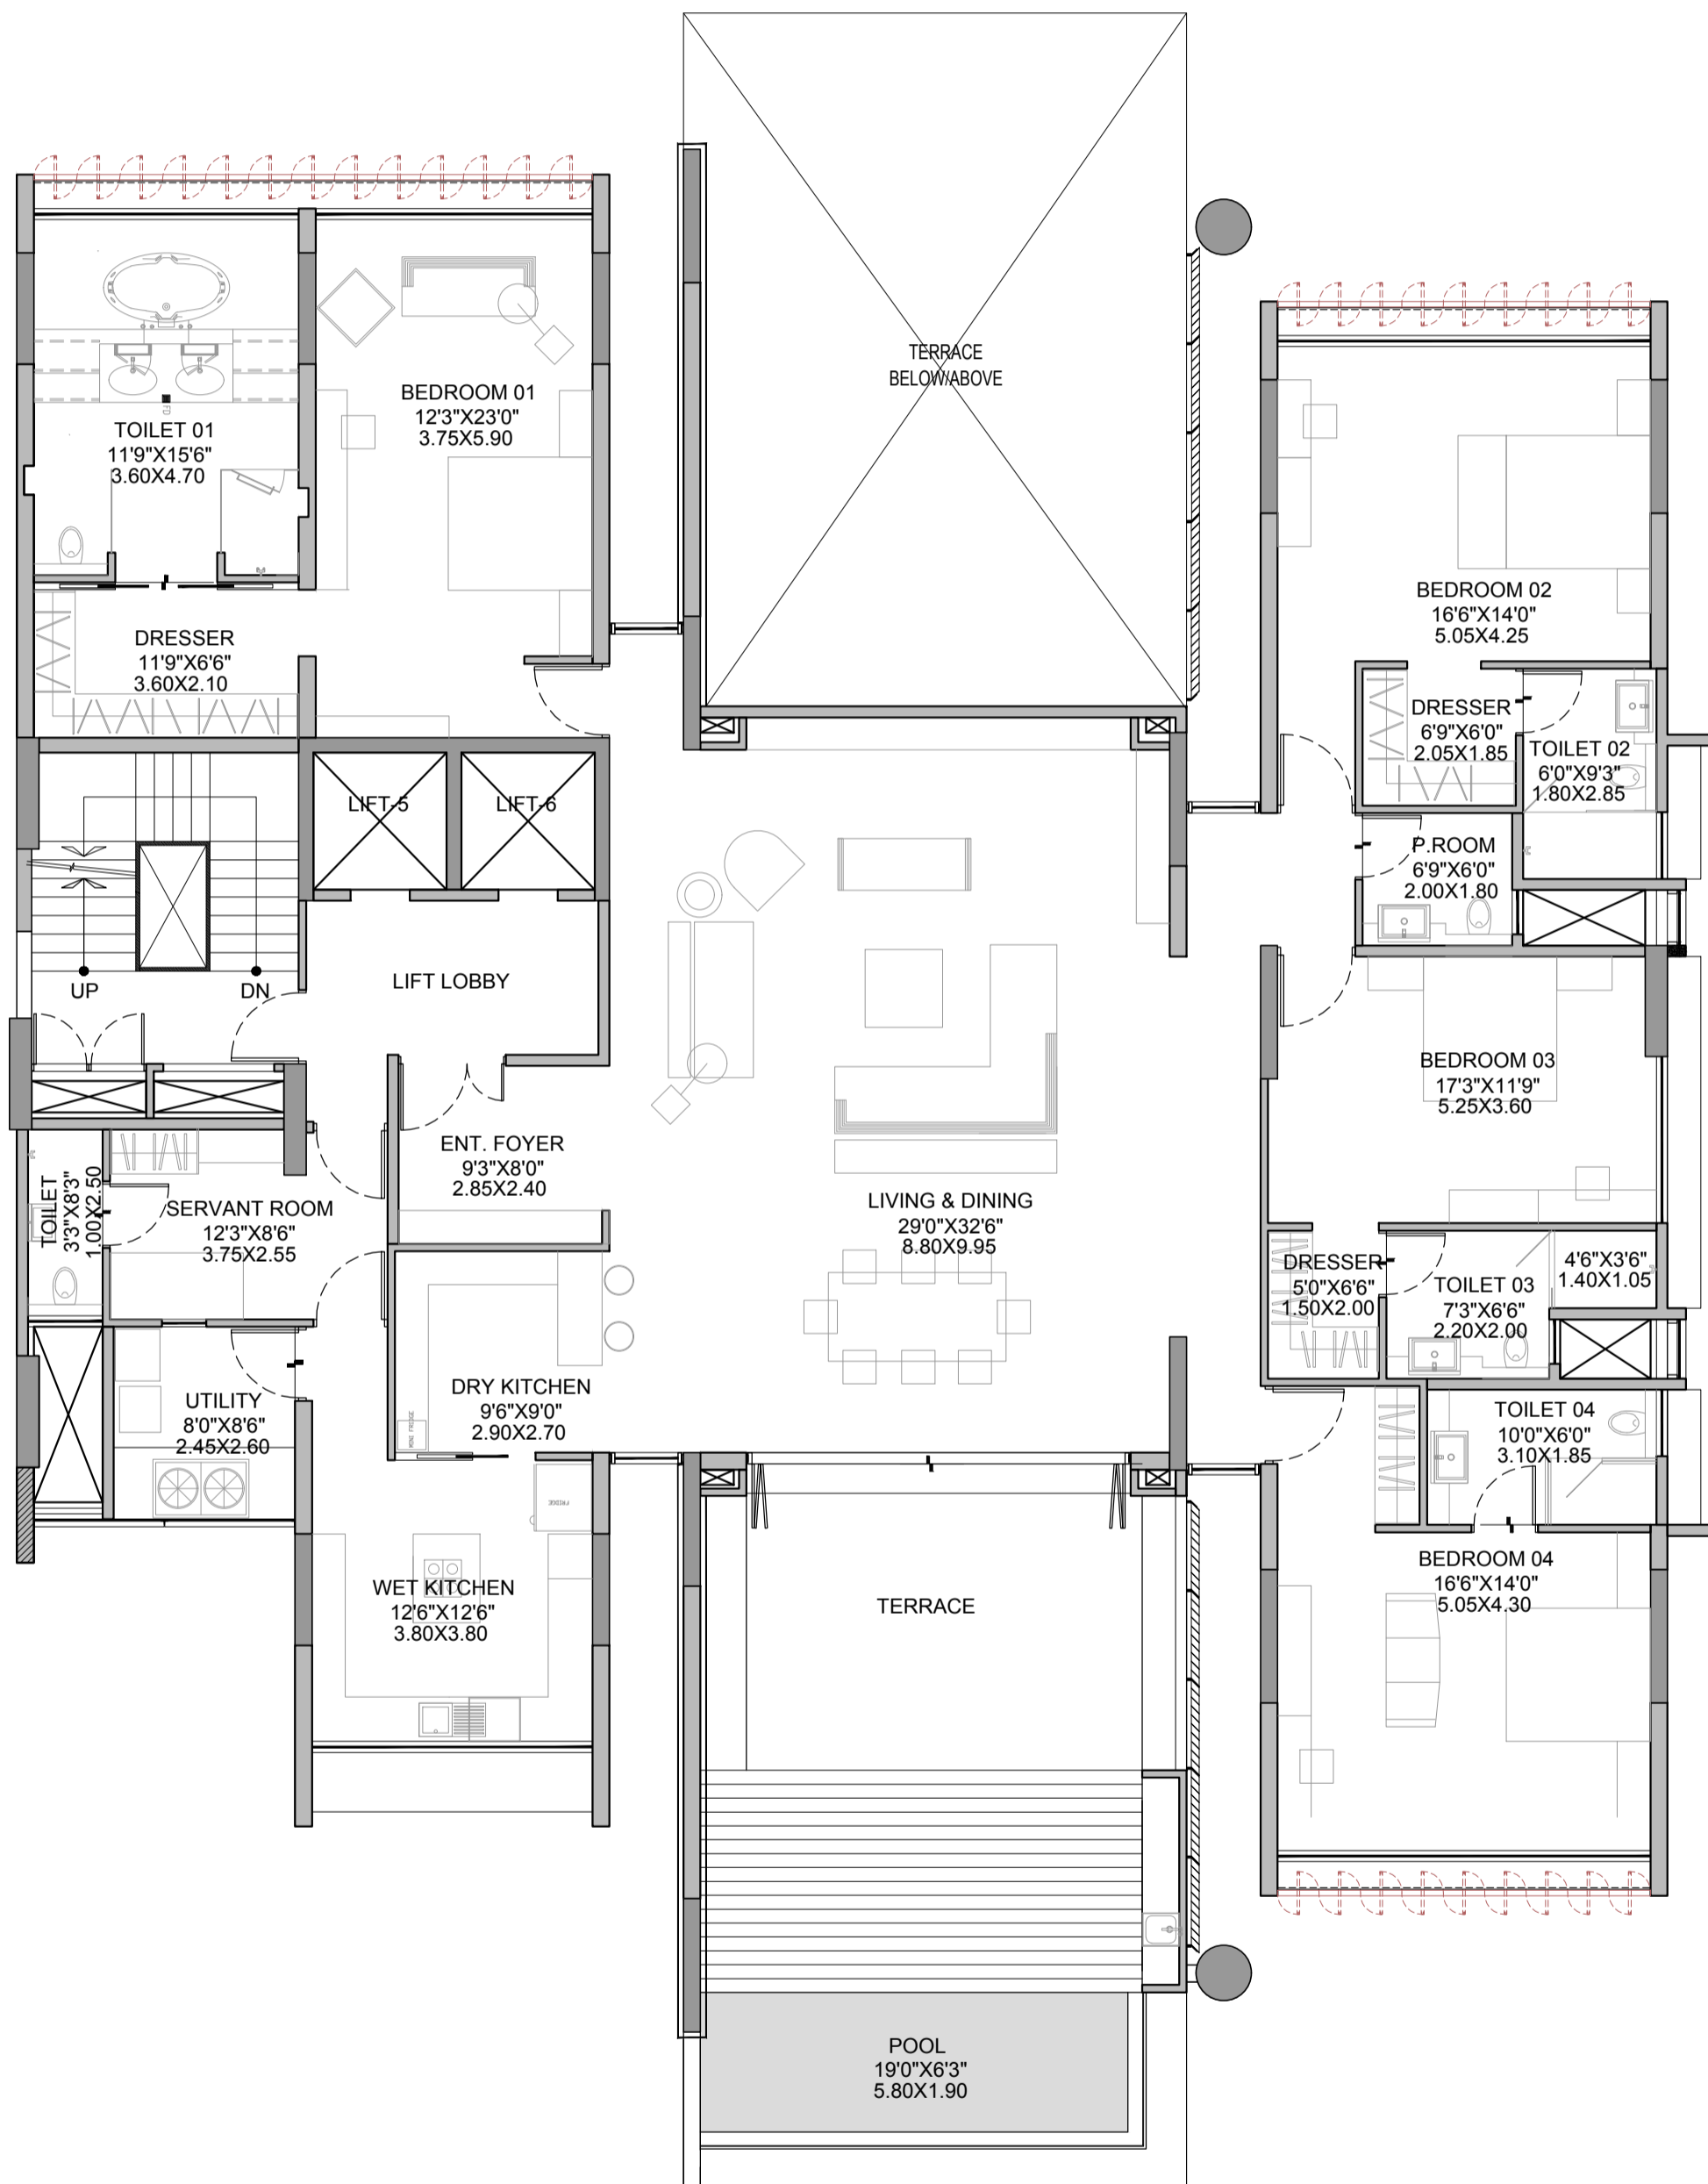 TERRACE
BELOW/ABOVE
BEDROOM 01
12'3"X23'0"
3.75X5.90
TOILET 01
11'9"X15'6"
3.60X4.70
FD
DRESSER
11'9"X6'6"
3.60X2.10
BEDROOM 02
16'6"X14'0"
5.05X4.25
DRESSER
6'9"X6'0"
2.05X1.85
TOILET 02
6'0"X9'3"
1.80X2.85
LIFT-5
LIFT-6
P.ROOM
6'9"X6'0"
2.00X1.80
UP
DN
LIFT LOBBY
BEDROOM 03
17'3"X11'9"
5.25X3.60
ENT. FOYER
9'3"X8'0"
2.85X2.40
TOILET
3'3"X8'3"
1.00X2.50
SERVANT ROOM
12'3"X8'6"
3.75X2.55
LIVING & DINING
29'0"X32'6"
8.80X9.95
DRESSER
5'0"X6'6"
1.50X2.00
TOILET 03
7'3"X6'6"
2.20X2.00
4'6"X3'6"
1.40X1.05
DRY KITCHEN
9'6"X9'0"
2.90X2.70
MINI FRIDGE
UTILITY
8'0"X8'6"
2.45X2.60
TOILET 04
10'0"X6'0"
3.10X1.85
FRIDGE
WET KITCHEN
12'6"X12'6"
3.80X3.80
TERRACE
BEDROOM 04
16'6"X14'0"
5.05X4.30
POOL
19'0"X6'3"
5.80X1.90